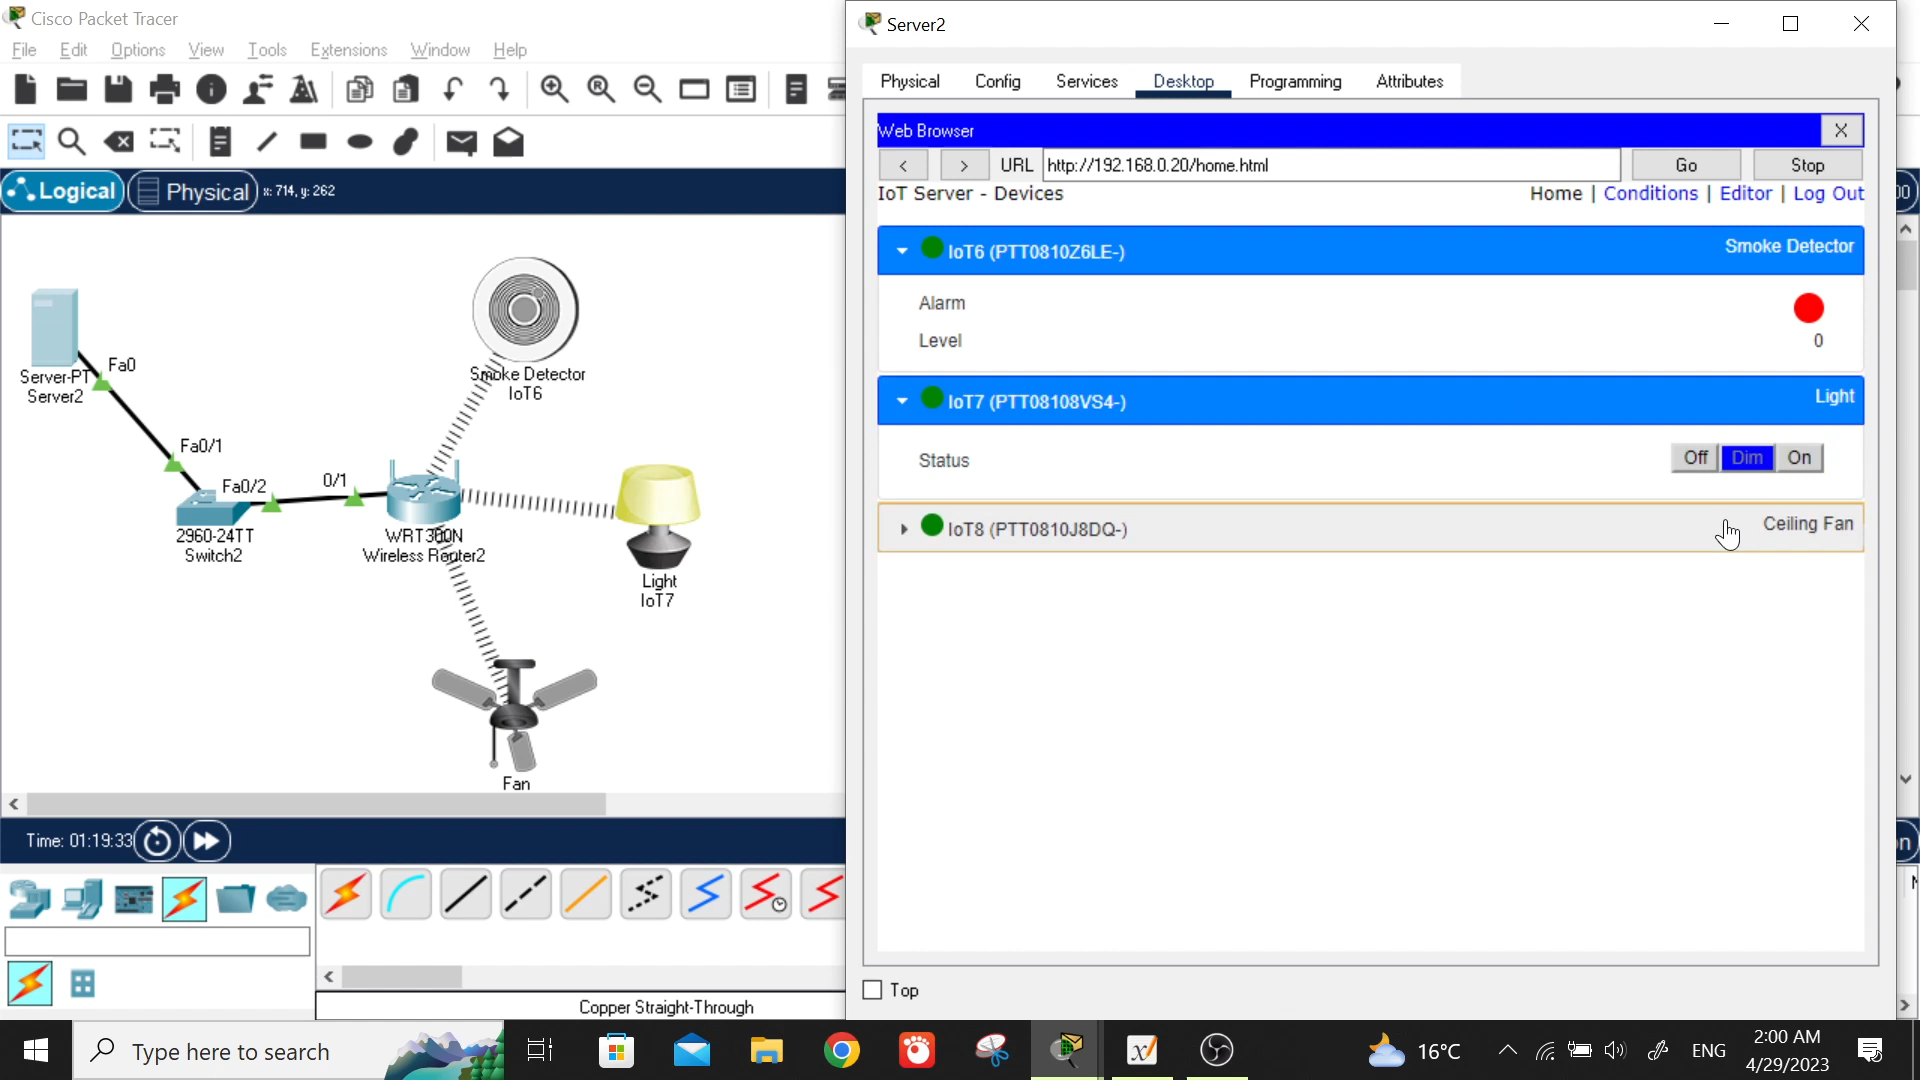 Cisco Packet Tracer
File Edit Options View Tools Extensions Window Help
Logical Physical x: 714, y: 262
Server-PT
Server2
Fa0
Fa0/1
Fa0/2
2960-24TT
Switch2
0/1
WRT300N
Wireless Router2
Smoke Detector
IoT6
Light
IoT7
Fan
Time: 01:19:33
Copper Straight-Through
Server2
Physical Config Services Desktop Programming Attributes
Web Browser X
< > URL http://192.168.0.20/home.html Go Stop
IoT Server - Devices Home | Conditions | Editor | Log Out
IoT6 (PTT0810Z6LE-) Smoke Detector
Alarm
Level 0
IoT7 (PTT08108VS4-) Light
Status Off Dim On
IoT8 (PTT0810J8DQ-) Ceiling Fan
Top
Type here to search
16°C ENG 2:00 AM
4/29/2023